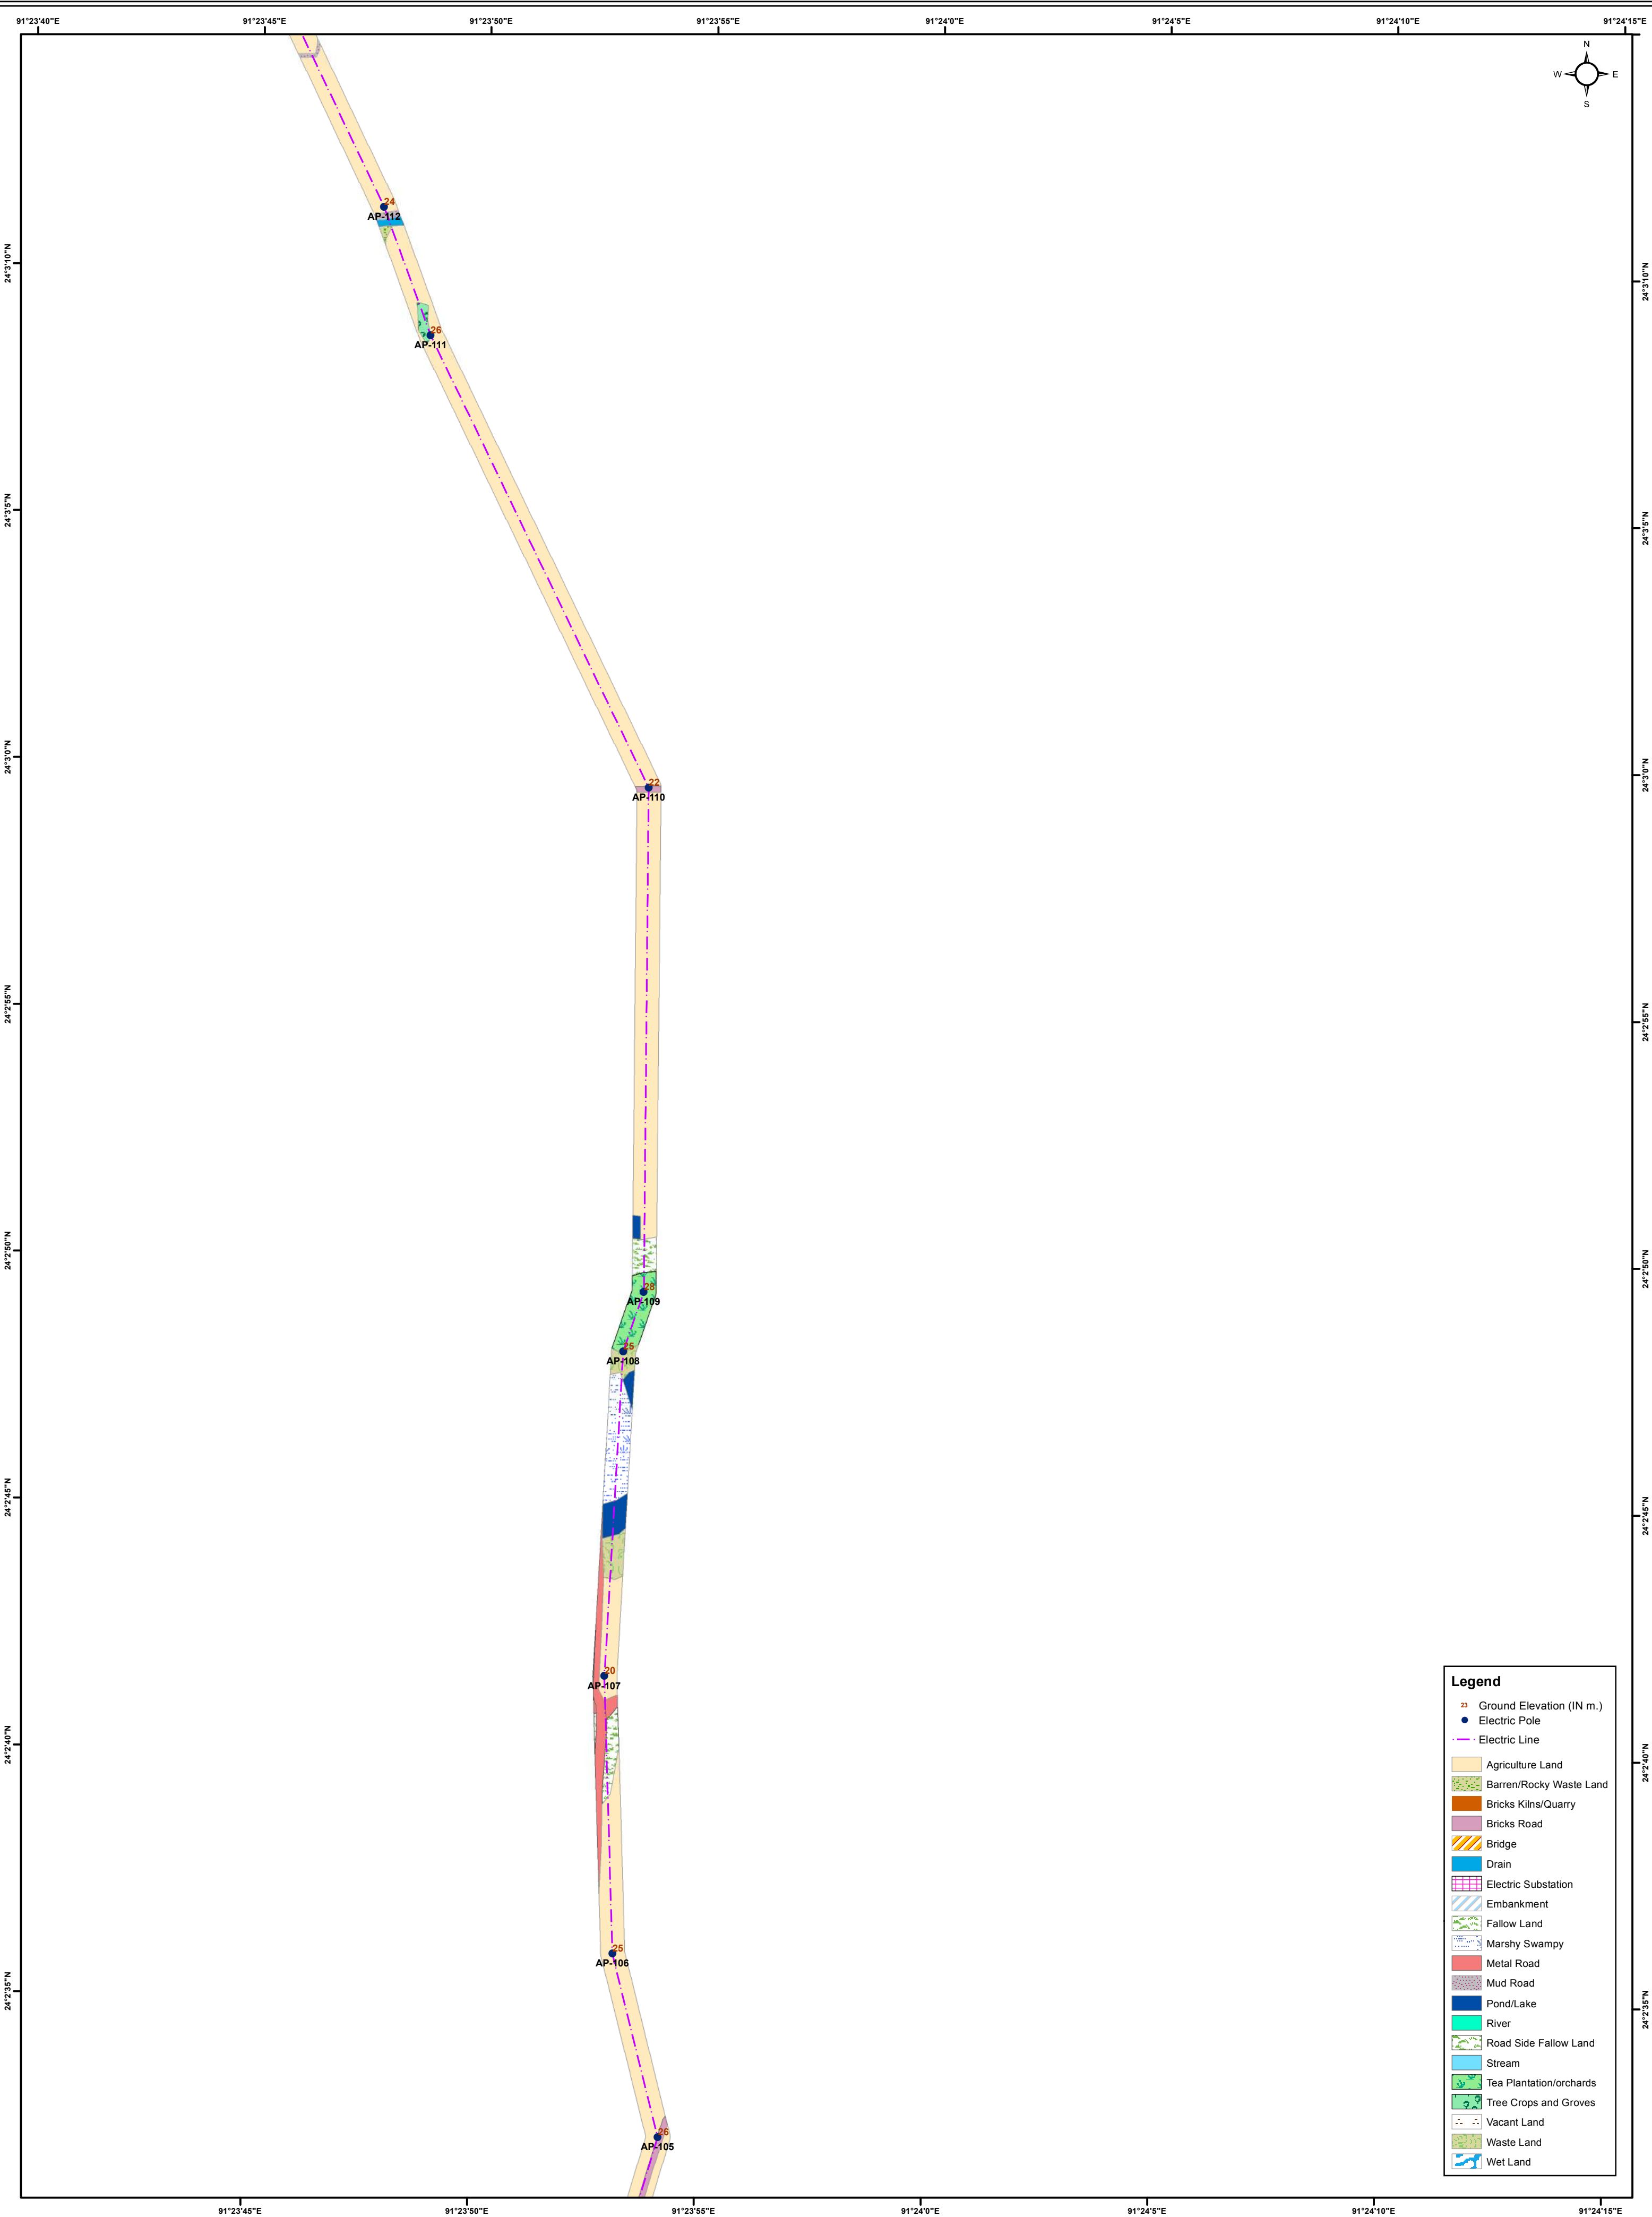 91°23'40"E 91°23'45"E 91°23'50"E 91°23'55"E 91°24'0"E 91°24'5"E 91°24'10"E 91°24'15"E
N
W E
S
24
AP-112
24°3'10"N 24°3'10"N
26
AP-111
24°3'5"N 24°3'5"N
24°3'0"N 24°3'0"N
22
AP-110
24°2'55"N 24°2'55"N
24°2'50"N 24°2'50"N
28
AP-109
25
AP-108
24°2'45"N 24°2'45"N
20
AP-107
24°2'40"N 24°2'40"N
25
AP-106
24°2'35"N 24°2'35"N
26
AP-105
Legend
23 Ground Elevation (IN m.)
Electric Pole
Electric Line
Agriculture Land
Barren/Rocky Waste Land
Bricks Kilns/Quarry
Bricks Road
Bridge
Drain
Electric Substation
Embankment
Fallow Land
Marshy Swampy
Metal Road
Mud Road
Pond/Lake
River
Road Side Fallow Land
Stream
Tea Plantation/orchards
Tree Crops and Groves
Vacant Land
Waste Land
Wet Land
91°23'45"E 91°23'50"E 91°23'55"E 91°24'0"E 91°24'5"E 91°24'10"E 91°24'15"E